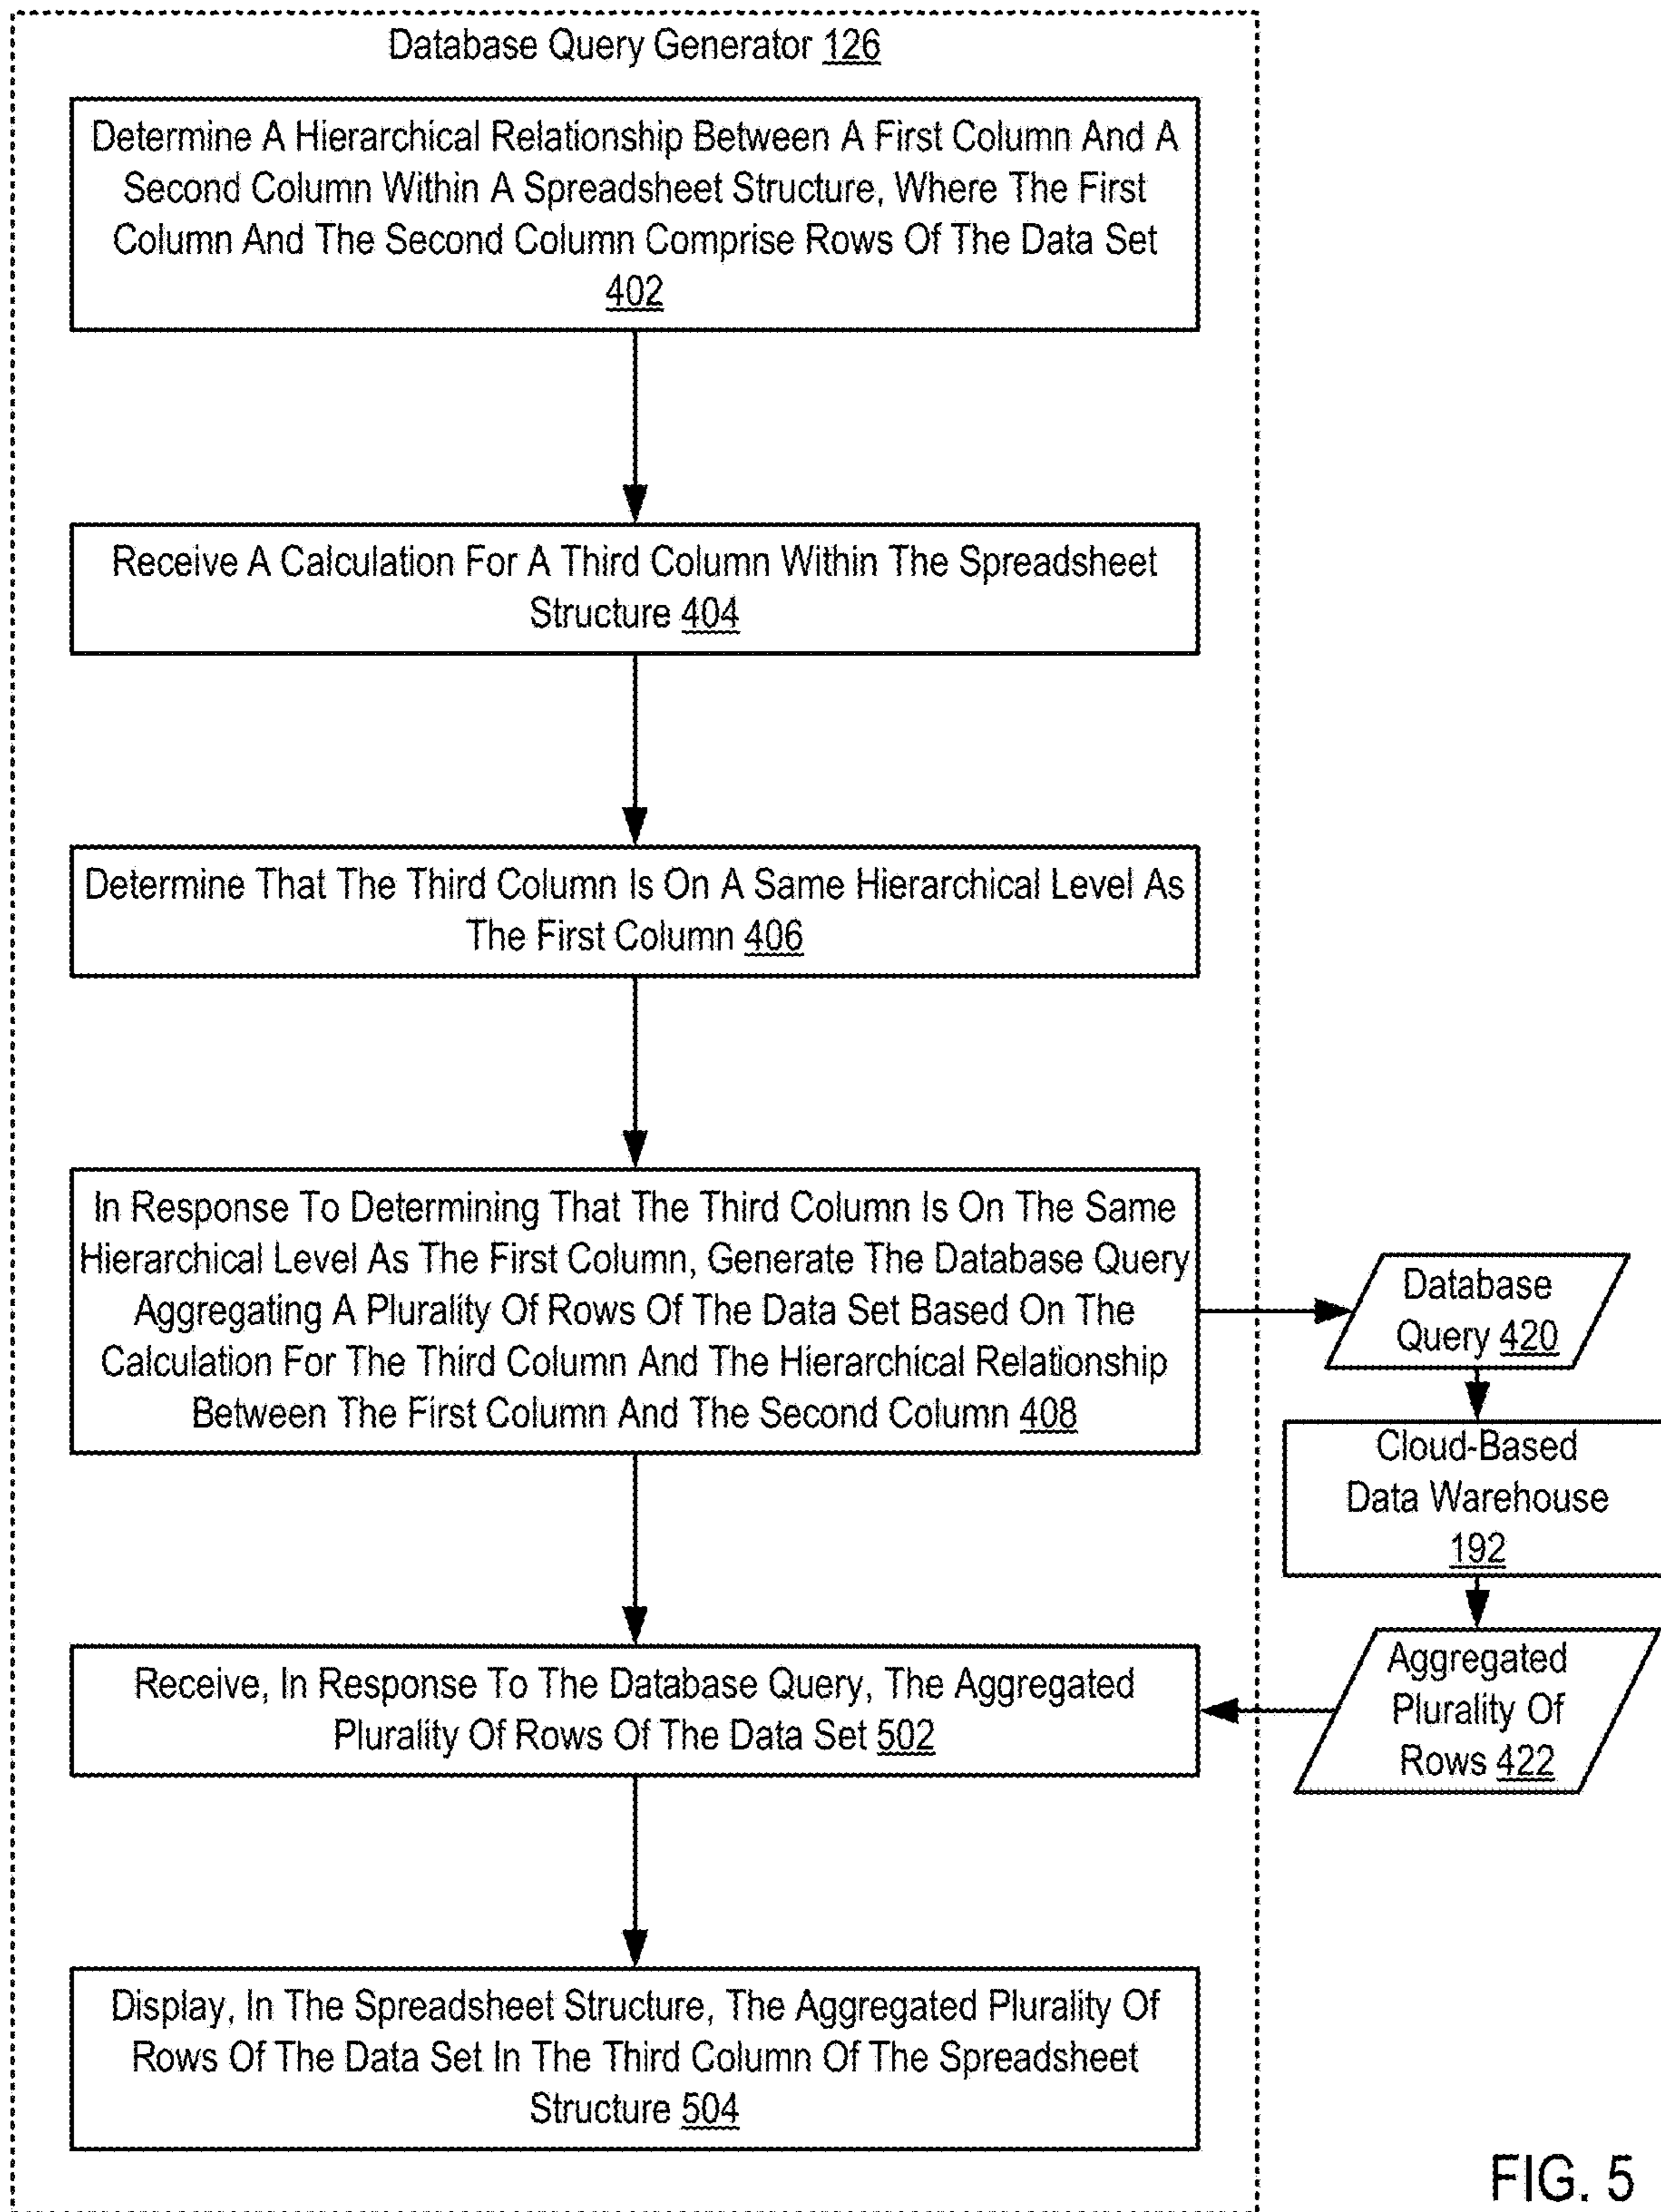 Database Query Generator 126
Determine A Hierarchical Relationship Between A First Column And A
Second Column Within A Spreadsheet Structure, Where The First
Column And The Second Column Comprise Rows Of The Data Set
402
Receive A Calculation For A Third Column Within The Spreadsheet
Structure 404
Determine That The Third Column Is On A Same Hierarchical Level As
The First Column 406
In Response To Determining That The Third Column Is On The Same
Hierarchical Level As The First Column, Generate The Database Query
Aggregating A Plurality Of Rows Of The Data Set Based On The
Calculation For The Third Column And The Hierarchical Relationship
Between The First Column And The Second Column 408
Database
Query 420
Cloud-Based
Data Warehouse
192
Aggregated
Plurality Of
Rows 422
Receive, In Response To The Database Query, The Aggregated
Plurality Of Rows Of The Data Set 502
Display, In The Spreadsheet Structure, The Aggregated Plurality Of
Rows Of The Data Set In The Third Column Of The Spreadsheet
Structure 504
FIG. 5